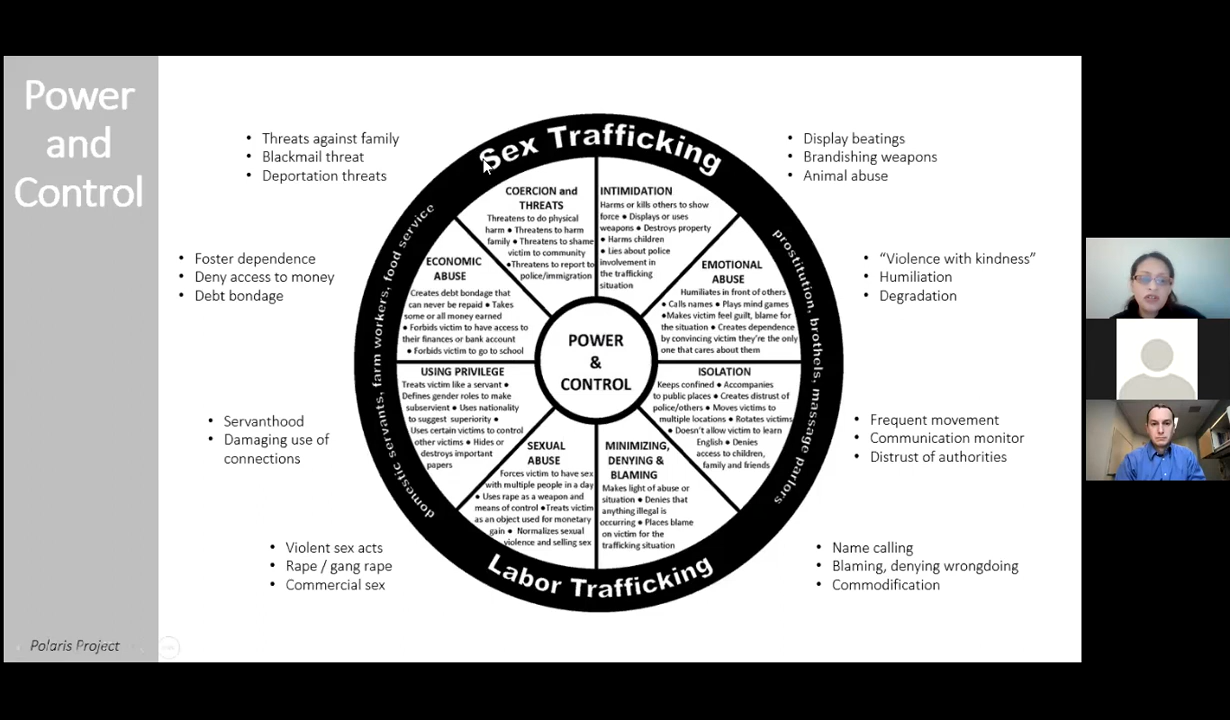 Power
and
Control
• Threats against family
• Blackmail threat
• Deportation threats
• Display beatings
• Brandishing weapons
• Animal abuse
• Foster dependence
• Deny access to money
• Debt bondage
• “Violence with kindness”
• Humiliation
• Degradation
• Servanthood
• Damaging use of
connections
• Frequent movement
• Communication monitor
• Distrust of authorities
• Violent sex acts
• Rape / gang rape
• Commercial sex
• Name calling
• Blaming, denying wrongdoing
• Commodification
Sex Trafficking
prostitution, brothels, massage parlors
Labor Trafficking
domestic servants, farm workers, food service
POWER
&
CONTROL
COERCION and
THREATS
Threatens to do physical
harm • Threatens to harm
family • Threatens to shame
victim to community
•Threatens to report to
police/immigration
INTIMIDATION
Harms or kills others to show
force • Displays or uses
weapons • Destroys property
• Harms children
• Lies about police
involvement in
the trafficking
situation
EMOTIONAL
ABUSE
Humiliates in front of others
• Calls names • Plays mind games
•Makes victim feel guilt, blame for
the situation • Creates dependence
by convincing victim they're the only
one that cares about them
ISOLATION
Keeps confined • Accompanies
to public places • Creates distrust of
police/others • Moves victims to
multiple locations • Rotates victims
• Doesn't allow victim to learn
English • Denies
access to children,
family and friends
MINIMIZING,
DENYING &
BLAMING
Makes light of abuse or
situation • Denies that
anything illegal is
occurring • Places blame
on victim for the
trafficking situation
SEXUAL
ABUSE
Forces victim to have sex
with multiple people in a day
• Uses rape as a weapon and
means of control •Treats victim
as an object used for monetary
gain • Normalizes sexual
violence and selling sex
USING PRIVILEGE
Treats victim like a servant •
Defines gender roles to make
subservient • Uses nationality
to suggest superiority •
Uses certain victims to control
other victims • Hides or
destroys important
papers
ECONOMIC
ABUSE
Creates debt bondage that
can never be repaid • Takes
some or all money earned
• Forbids victim to have access to
their finances or bank account
• Forbids victim to go to school
Polaris Project